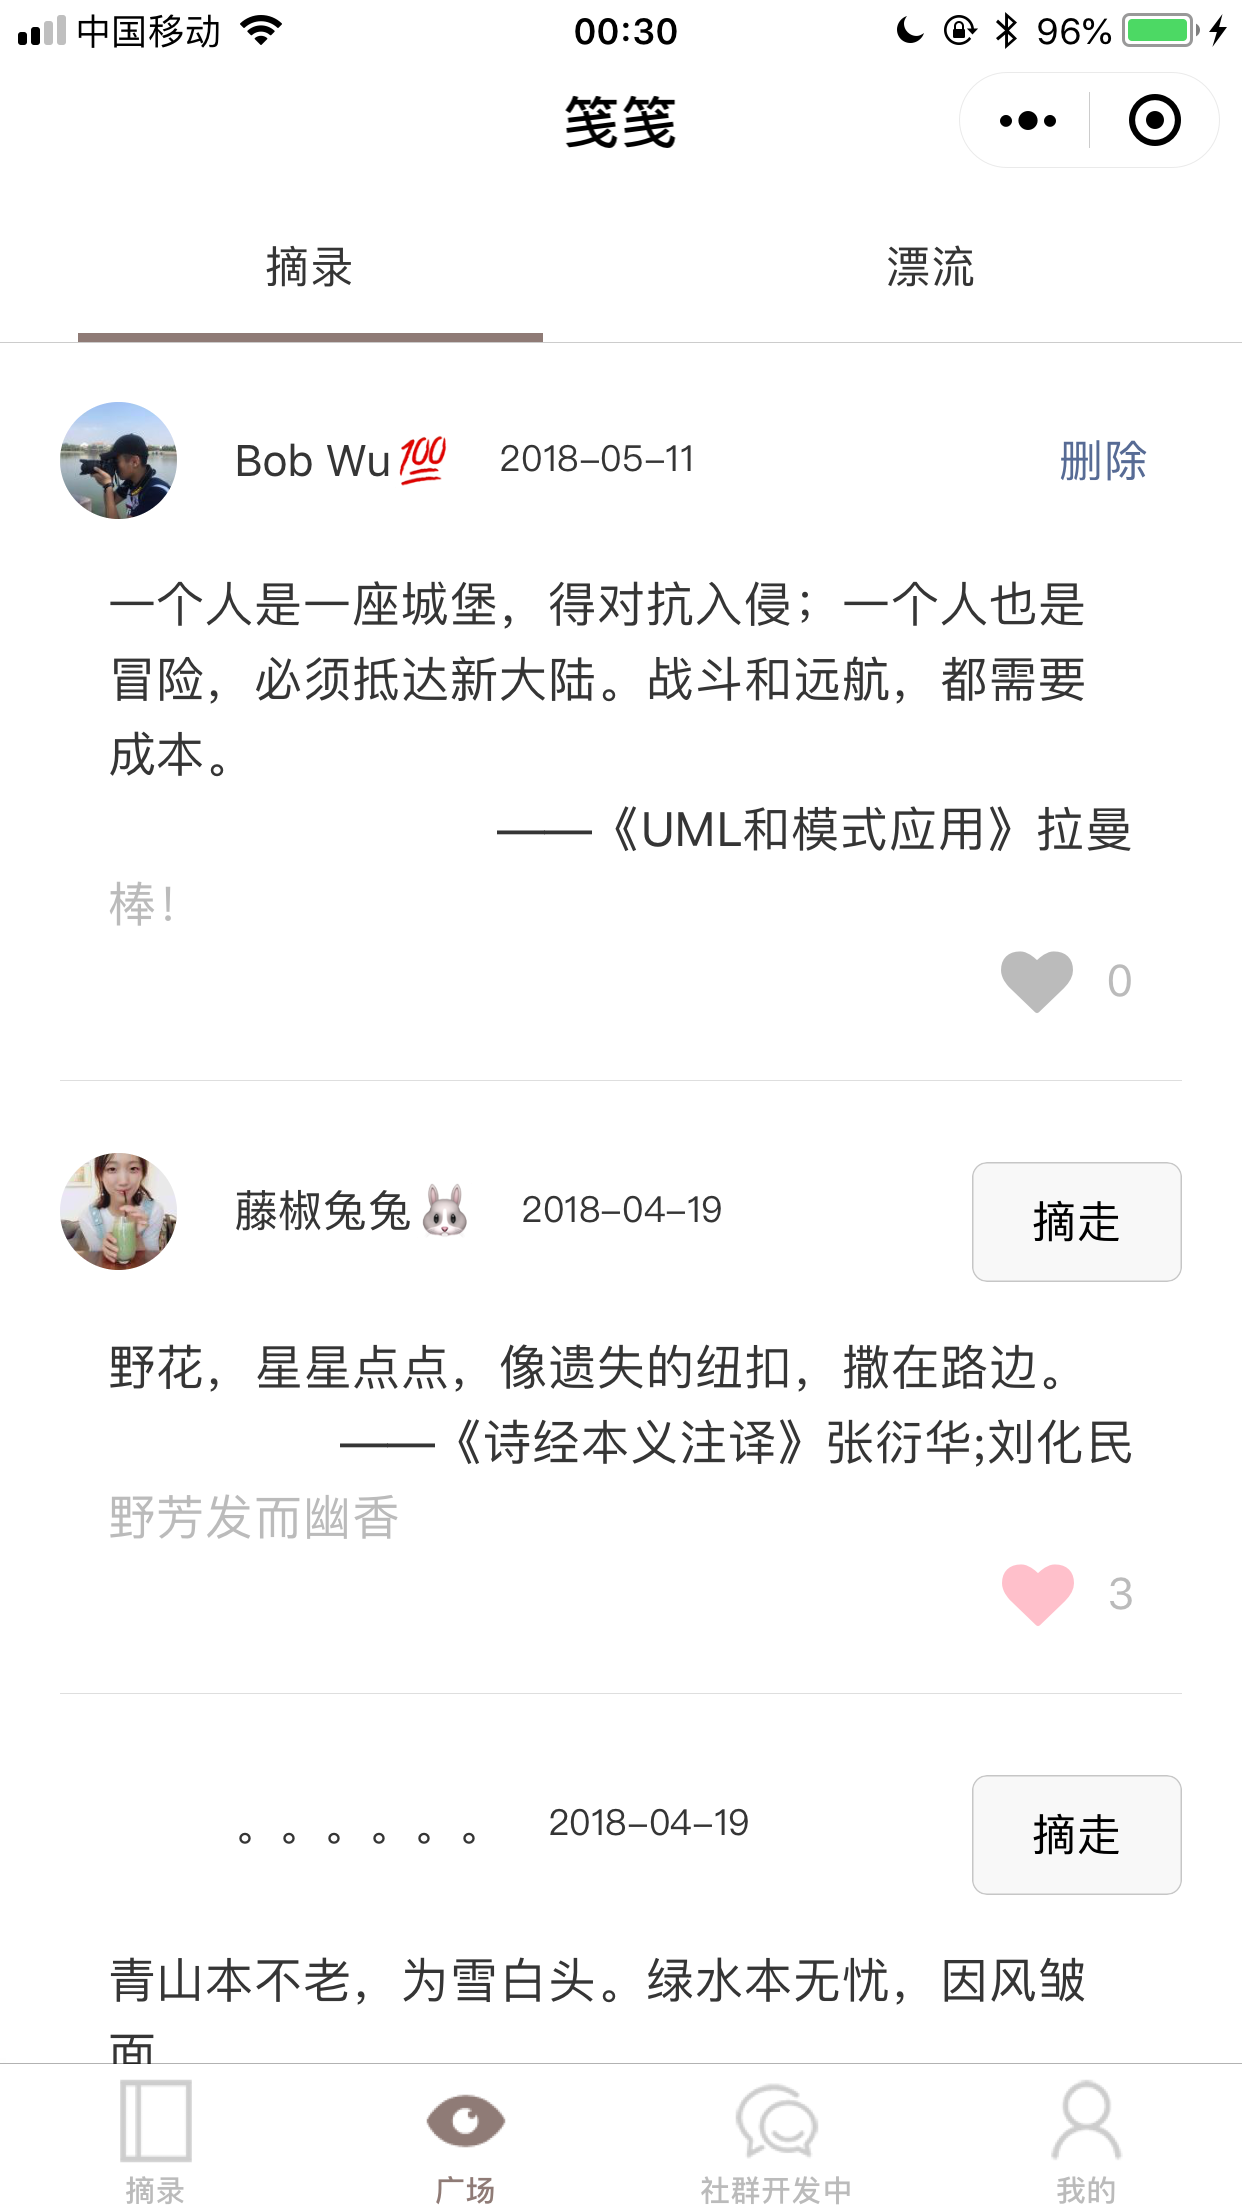 中国移动 00:30 96%
笺笺
摘录 漂流
Bob Wu💯 2018-05-11 删除
一个人是一座城堡，得对抗入侵；一个人也是
冒险，必须抵达新大陆。战斗和远航，都需要
成本。
——《UML和模式应用》拉曼
棒！
0
藤椒兔兔🐰 2018-04-19 摘走
野花，星星点点，像遗失的纽扣，撒在路边。
——《诗经本义注译》张衍华;刘化民
野芳发而幽香
3
。。。。。。 2018-04-19 摘走
青山本不老，为雪白头。绿水本无忧，因风皱
面
摘录 广场 社群开发中 我的